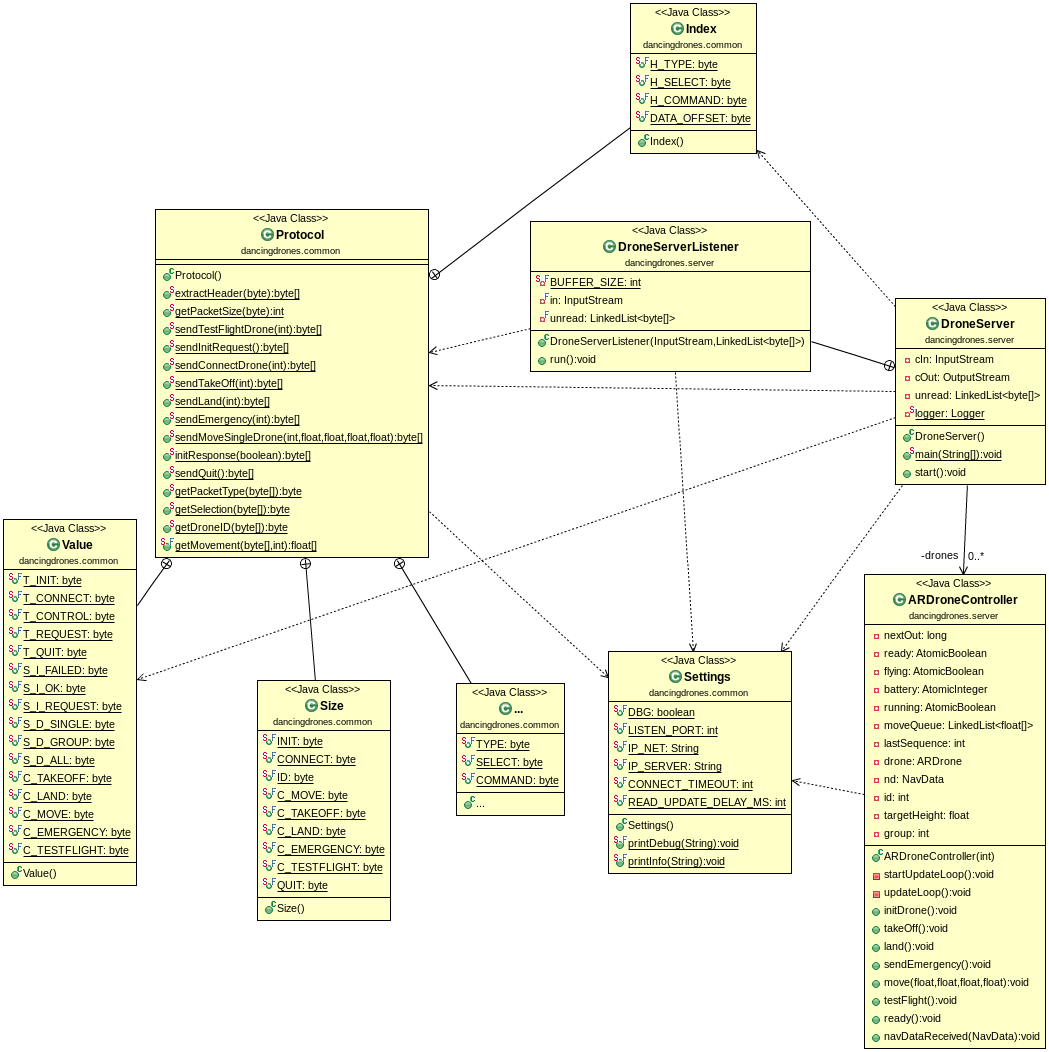 <<Java Class>>
Index
dancingdrones.common
H_TYPE: byte
H_SELECT: byte
H_COMMAND: byte
DATA_OFFSET: byte
Index()
<<Java Class>>
Protocol
dancingdrones.common
Protocol()
extractHeader(byte):byte[]
getPacketSize(byte):int
sendTestFlightDrone(int):byte[]
sendInitRequest():byte[]
sendConnectDrone(int):byte[]
sendTakeOff(int):byte[]
sendLand(int):byte[]
sendEmergency(int):byte[]
sendMoveSingleDrone(int,float,float,float,float):byte[]
initResponse(boolean):byte[]
sendQuit():byte[]
getPacketType(byte[]):byte
getSelection(byte[]):byte
getDroneID(byte[]):byte
getMovement(byte[],int):float[]
<<Java Class>>
DroneServerListener
dancingdrones.server
BUFFER_SIZE: int
in: InputStream
unread: LinkedList<byte[]>
DroneServerListener(InputStream,LinkedList<byte[]>)
run():void
<<Java Class>>
DroneServer
dancingdrones.server
cIn: InputStream
cOut: OutputStream
unread: LinkedList<byte[]>
logger: Logger
DroneServer()
main(String[]):void
start():void
-drones
0..*
<<Java Class>>
Value
dancingdrones.common
T_INIT: byte
T_CONNECT: byte
T_CONTROL: byte
T_REQUEST: byte
T_QUIT: byte
S_I_FAILED: byte
S_I_OK: byte
S_I_REQUEST: byte
S_D_SINGLE: byte
S_D_GROUP: byte
S_D_ALL: byte
C_TAKEOFF: byte
C_LAND: byte
C_MOVE: byte
C_EMERGENCY: byte
C_TESTFLIGHT: byte
Value()
<<Java Class>>
Size
dancingdrones.common
INIT: byte
CONNECT: byte
ID: byte
C_MOVE: byte
C_TAKEOFF: byte
C_LAND: byte
C_EMERGENCY: byte
C_TESTFLIGHT: byte
QUIT: byte
Size()
<<Java Class>>
...
dancingdrones.common
TYPE: byte
SELECT: byte
COMMAND: byte
...
<<Java Class>>
Settings
dancingdrones.common
DBG: boolean
LISTEN_PORT: int
IP_NET: String
IP_SERVER: String
CONNECT_TIMEOUT: int
READ_UPDATE_DELAY_MS: int
Settings()
printDebug(String):void
printInfo(String):void
<<Java Class>>
ARDroneController
dancingdrones.server
nextOut: long
ready: AtomicBoolean
flying: AtomicBoolean
battery: AtomicInteger
running: AtomicBoolean
moveQueue: LinkedList<float[]>
lastSequence: int
drone: ARDrone
nd: NavData
id: int
targetHeight: float
group: int
ARDroneController(int)
startUpdateLoop():void
updateLoop():void
initDrone():void
takeOff():void
land():void
sendEmergency():void
move(float,float,float,float):void
testFlight():void
ready():void
navDataReceived(NavData):void